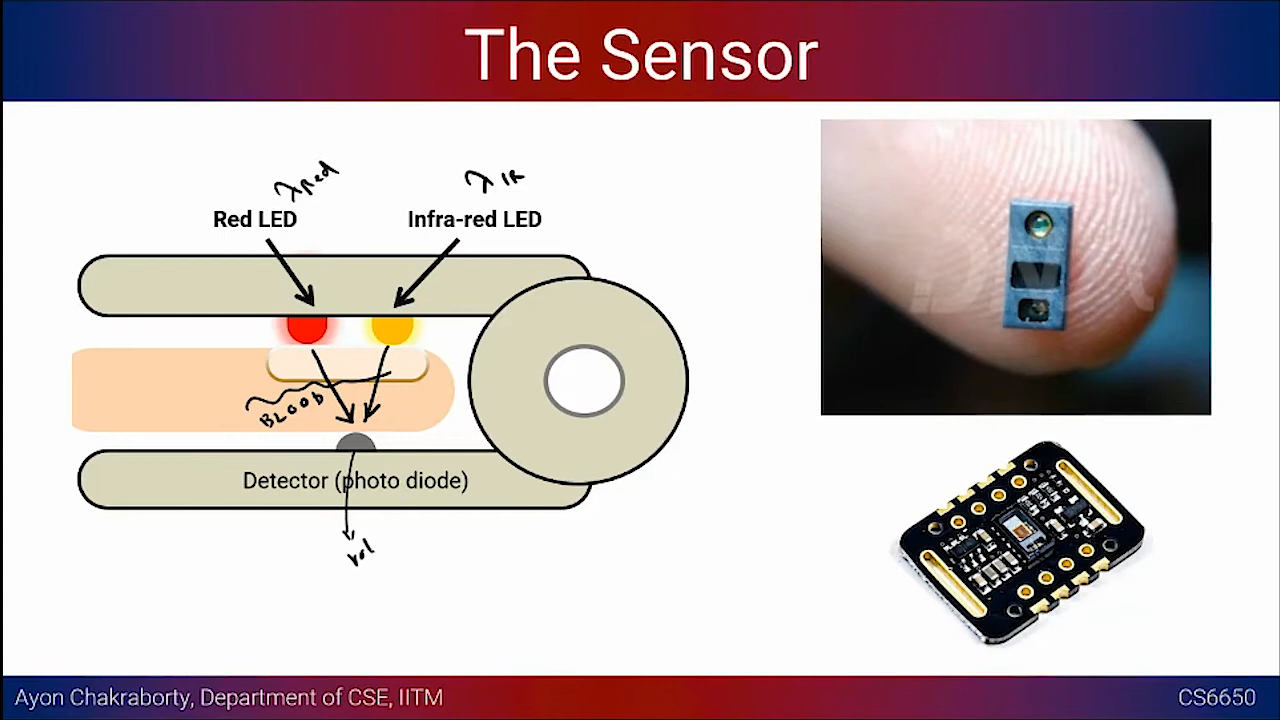 The Sensor
λRed
λIR
Red LED
Infra-red LED
BLOOD
Detector (photo diode)
Ayon Chakraborty, Department of CSE, IITM
CS6650